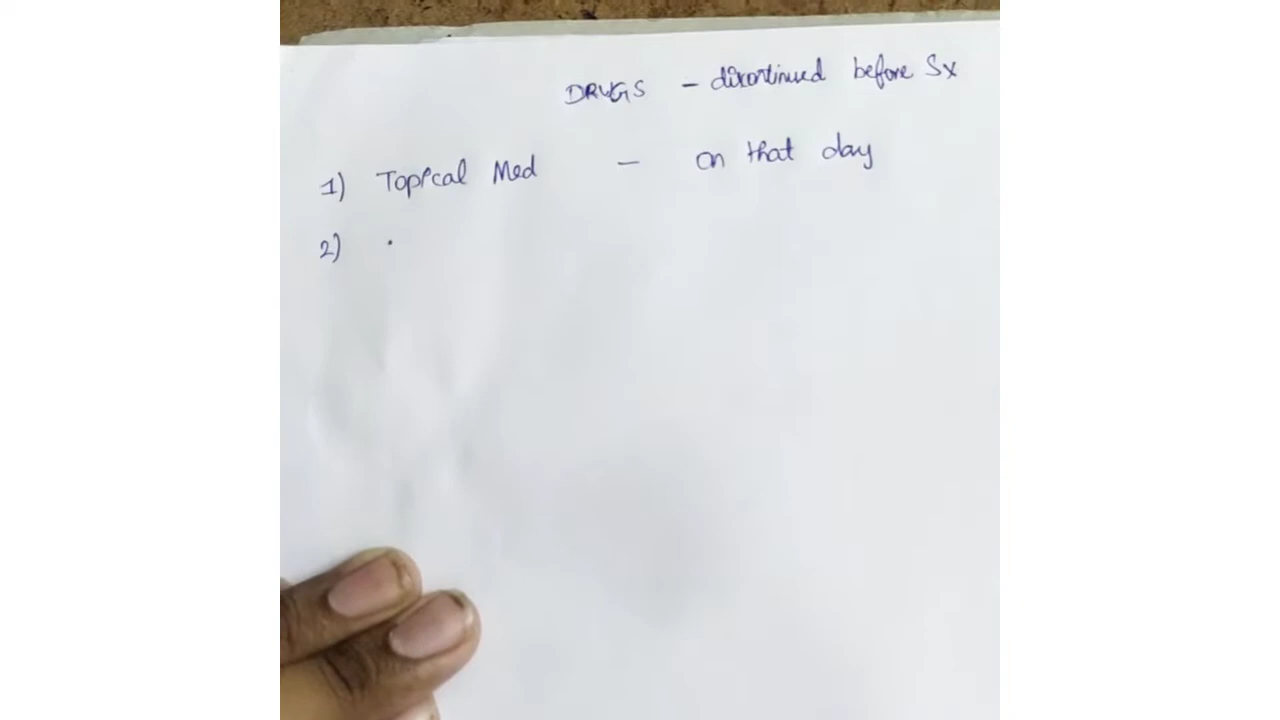 DRUGS - discontinued before Sx
1) Topical Med - on that day
2)